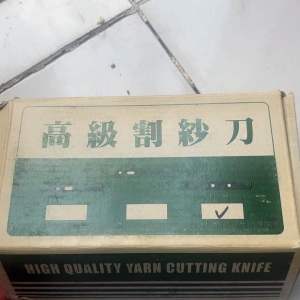 高級割紗刀
HIGH QUALITY YARN CUTTING KNIFE